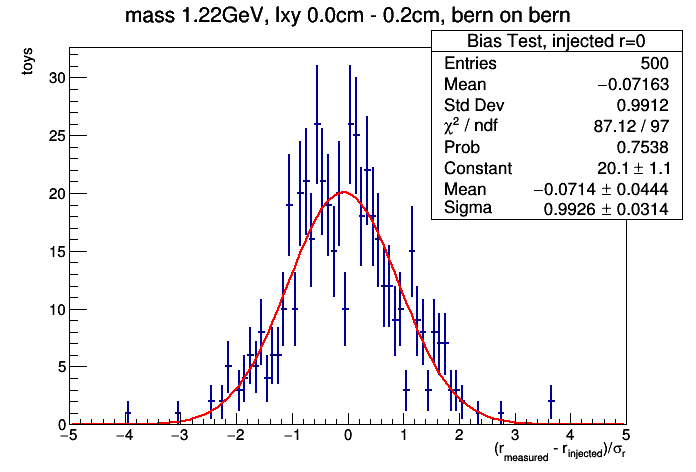 mass 1.22GeV, lxy 0.0cm - 0.2cm, bern on bern
Bias Test, injected r=0
Entries 500
Mean −0.07163
Std Dev 0.9912
χ² / ndf 87.12 / 97
Prob 0.7538
Constant 20.1 ± 1.1
Mean −0.0714 ± 0.0444
Sigma 0.9926 ± 0.0314
toys
30
25
20
15
10
5
0
−5 −4 −3 −2 −1 0 1 2 3 4 5
(r_measured - r_injected)/σ_r